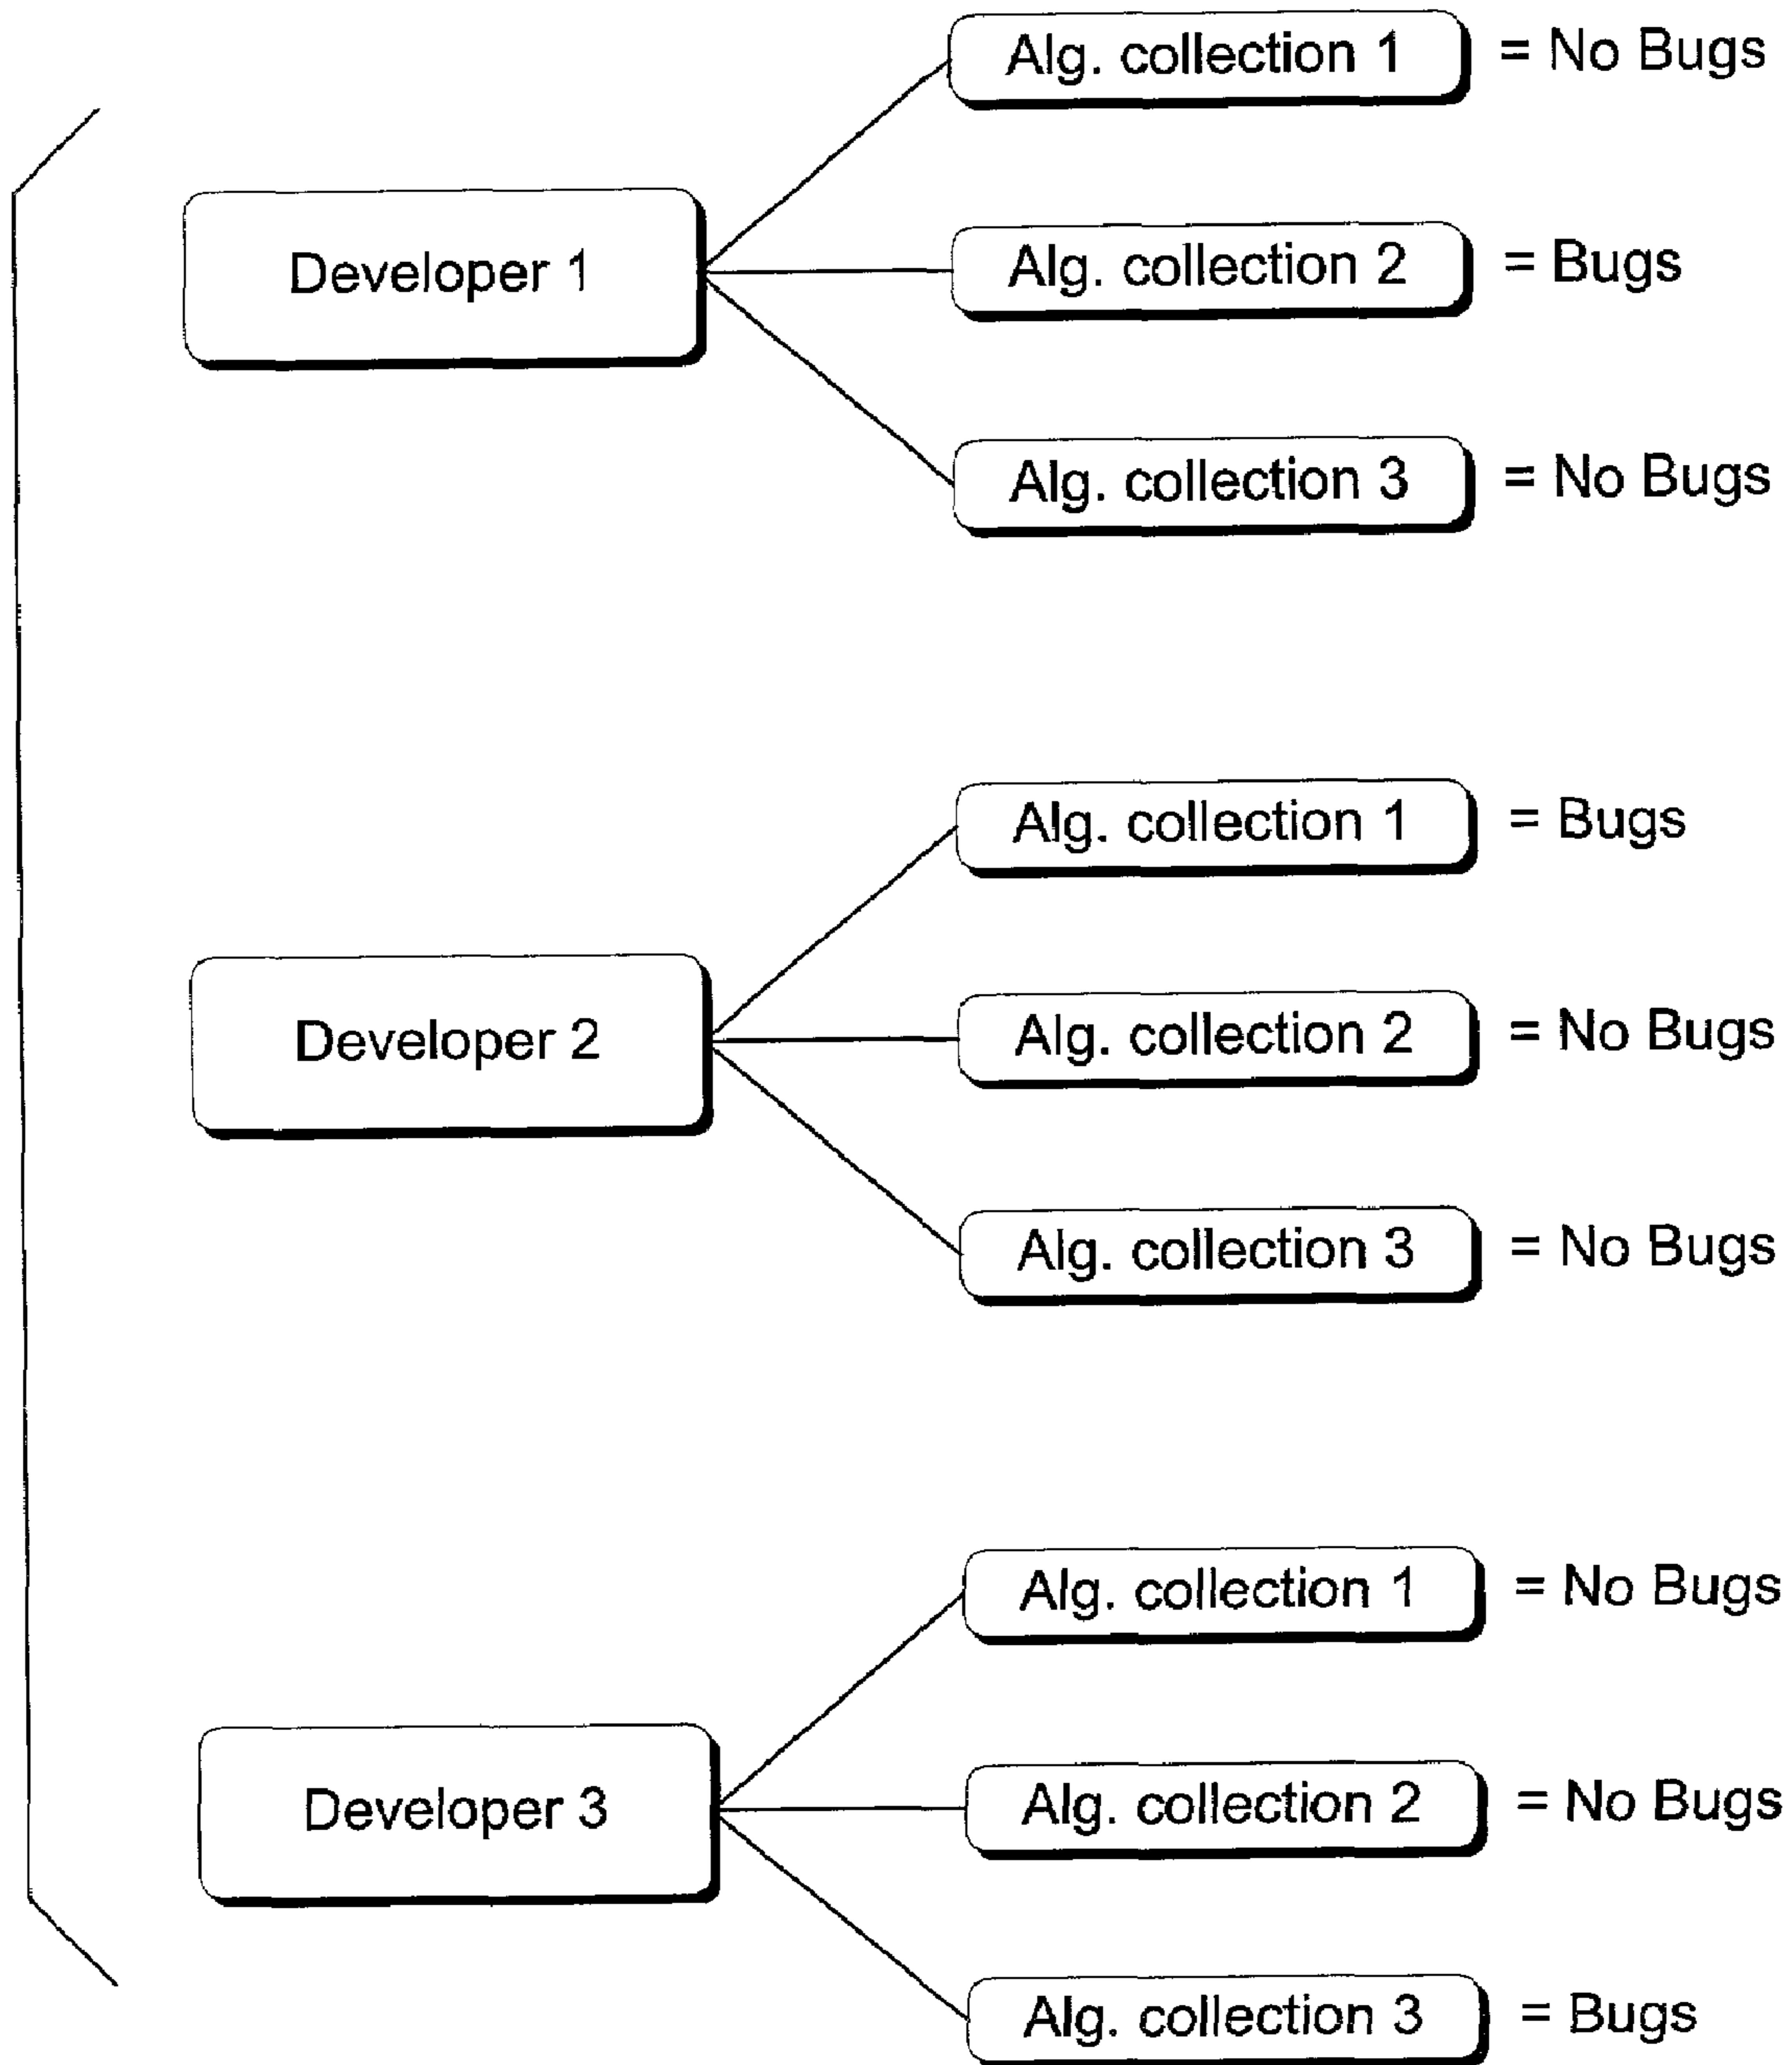 Alg. collection 1 = No Bugs
Developer 1
Alg. collection 2 = Bugs
Alg. collection 3 = No Bugs
Alg. collection 1 = Bugs
Developer 2
Alg. collection 2 = No Bugs
Alg. collection 3 = No Bugs
Alg. collection 1 = No Bugs
Developer 3
Alg. collection 2 = No Bugs
Alg. collection 3 = Bugs